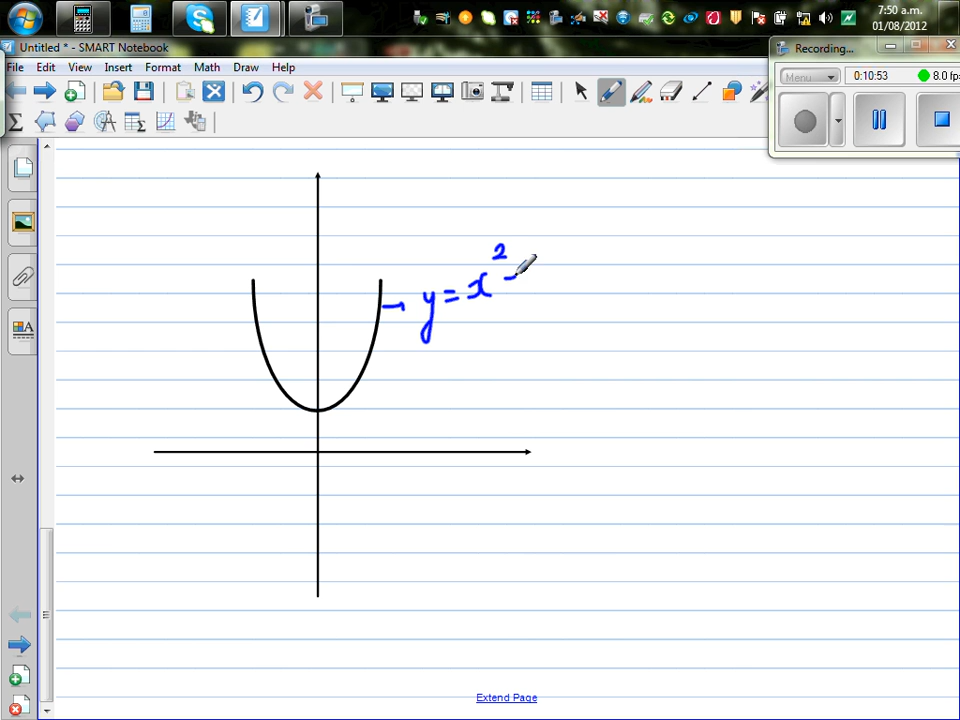 7:50 a.m.
01/08/2012
Untitled * - SMART Notebook
Recording...
File Edit View Insert Format Math Draw Help
Menu 0:10:53 8.0 fp
y = x² -
Extend Page